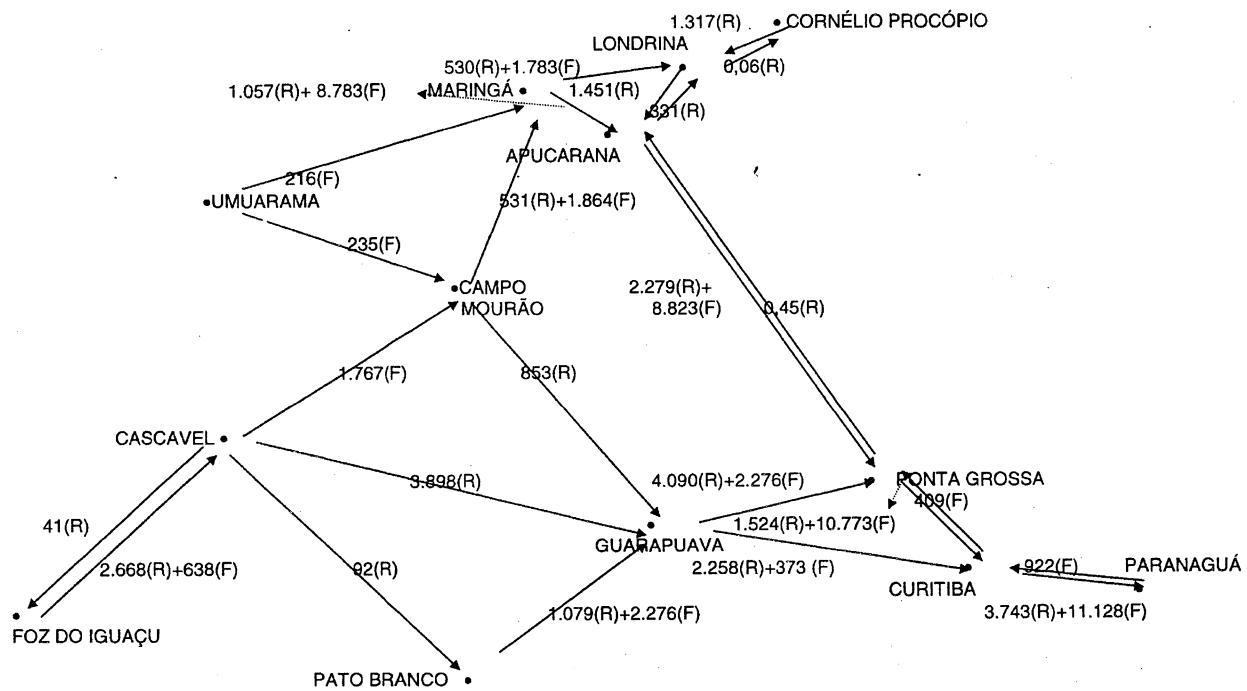 1.317(R)
CORNÉLIO PROCÓPIO
LONDRINA
530(R)+1.783(F)
0,06(R)
1.057(R)+ 8.783(F)
MARINGÁ
1.451(R)
331(R)
APUCARANA
216(F)
UMUARAMA
531(R)+1.864(F)
235(F)
CAMPO
MOURÃO
2.279(R)+
8.823(F)
0,45(R)
1.767(F)
853(R)
CASCAVEL
3.898(R)
4.090(R)+2.276(F)
PONTA GROSSA
409(F)
41(R)
1.524(R)+10.773(F)
GUARAPUAVA
2.668(R)+638(F)
92(R)
2.258(R)+373 (F)
922(F)
PARANAGUÁ
CURITIBA
1.079(R)+2.276(F)
3.743(R)+11.128(F)
FOZ DO IGUAÇU
PATO BRANCO